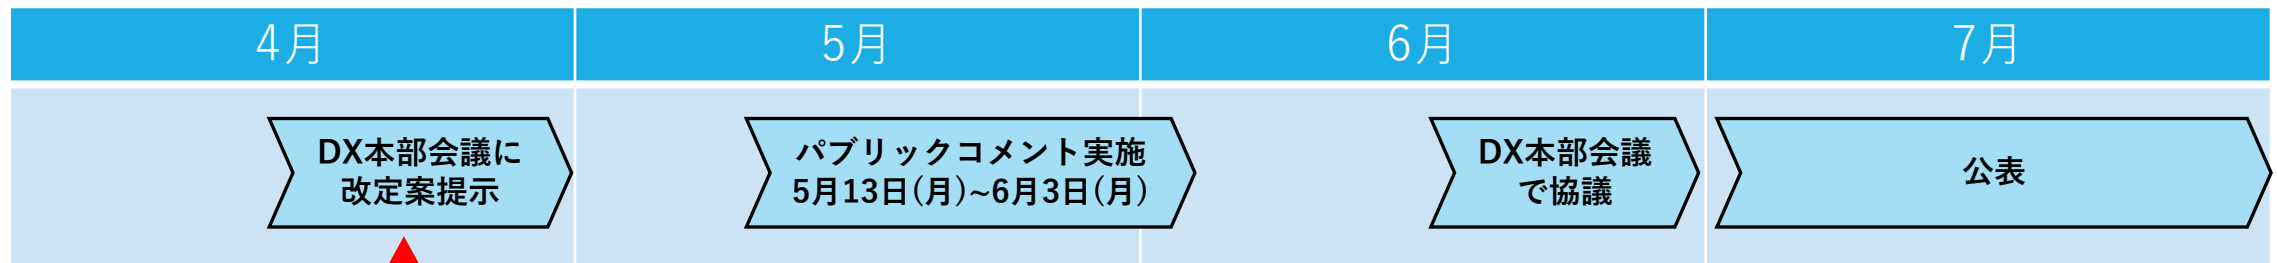 4月
5月
6月
7月
DX本部会議に
改定案提示
パブリックコメント実施
5月13日(月)~6月3日(月)
DX本部会議
で協議
公表